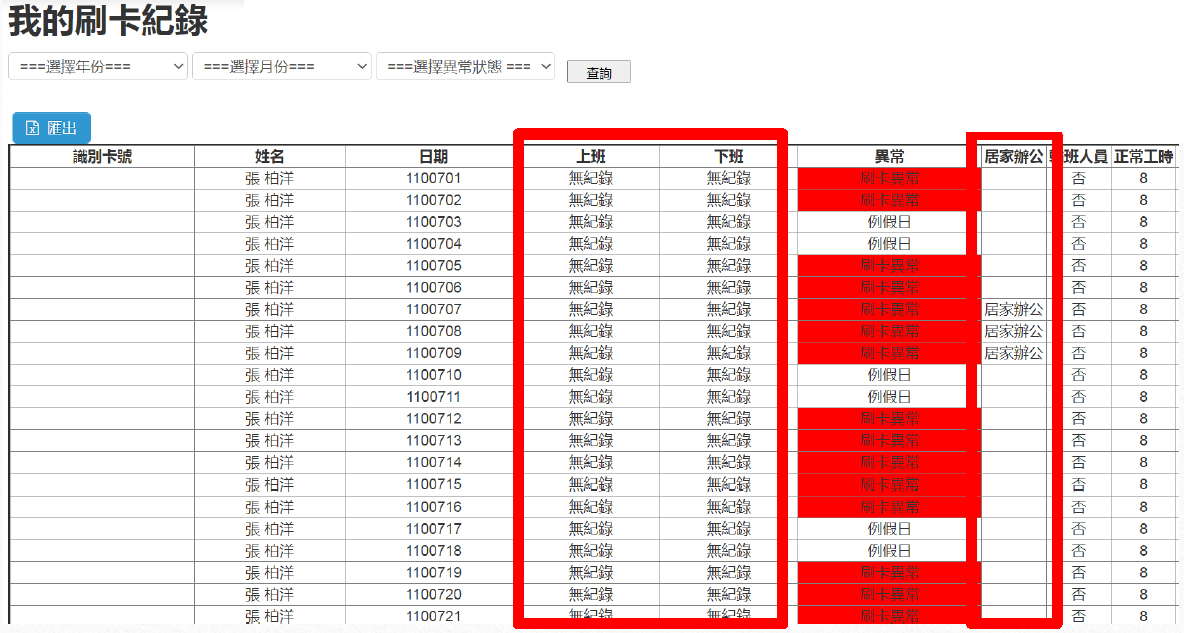 我的刷卡紀錄
===選擇年份=== ===選擇月份=== ===選擇異常狀態 === 查詢
匯出
識別卡號 姓名 日期 上班 下班 異常 居家辦公 班人員 正常工時
張 柏洋 1100701 無紀錄 無紀錄 刷卡異常 否 8
張 柏洋 1100702 無紀錄 無紀錄 刷卡異常 否 8
張 柏洋 1100703 無紀錄 無紀錄 例假日 否 8
張 柏洋 1100704 無紀錄 無紀錄 例假日 否 8
張 柏洋 1100705 無紀錄 無紀錄 刷卡異常 否 8
張 柏洋 1100706 無紀錄 無紀錄 刷卡異常 否 8
張 柏洋 1100707 無紀錄 無紀錄 刷卡異常 居家辦公 否 8
張 柏洋 1100708 無紀錄 無紀錄 刷卡異常 居家辦公 否 8
張 柏洋 1100709 無紀錄 無紀錄 刷卡異常 居家辦公 否 8
張 柏洋 1100710 無紀錄 無紀錄 例假日 否 8
張 柏洋 1100711 無紀錄 無紀錄 例假日 否 8
張 柏洋 1100712 無紀錄 無紀錄 刷卡異常 否 8
張 柏洋 1100713 無紀錄 無紀錄 刷卡異常 否 8
張 柏洋 1100714 無紀錄 無紀錄 刷卡異常 否 8
張 柏洋 1100715 無紀錄 無紀錄 刷卡異常 否 8
張 柏洋 1100716 無紀錄 無紀錄 刷卡異常 否 8
張 柏洋 1100717 無紀錄 無紀錄 例假日 否 8
張 柏洋 1100718 無紀錄 無紀錄 例假日 否 8
張 柏洋 1100719 無紀錄 無紀錄 刷卡異常 否 8
張 柏洋 1100720 無紀錄 無紀錄 刷卡異常 否 8
張 柏洋 1100721 無紀錄 無紀錄 刷卡異常 否 8